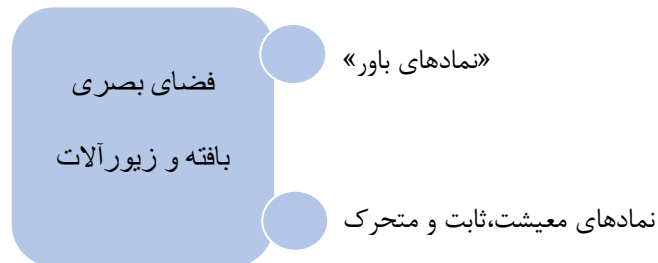 فضای بصری
بافته و زیورآلات
«نمادهای باور»
نمادهای معیشت،ثابت و متحرک